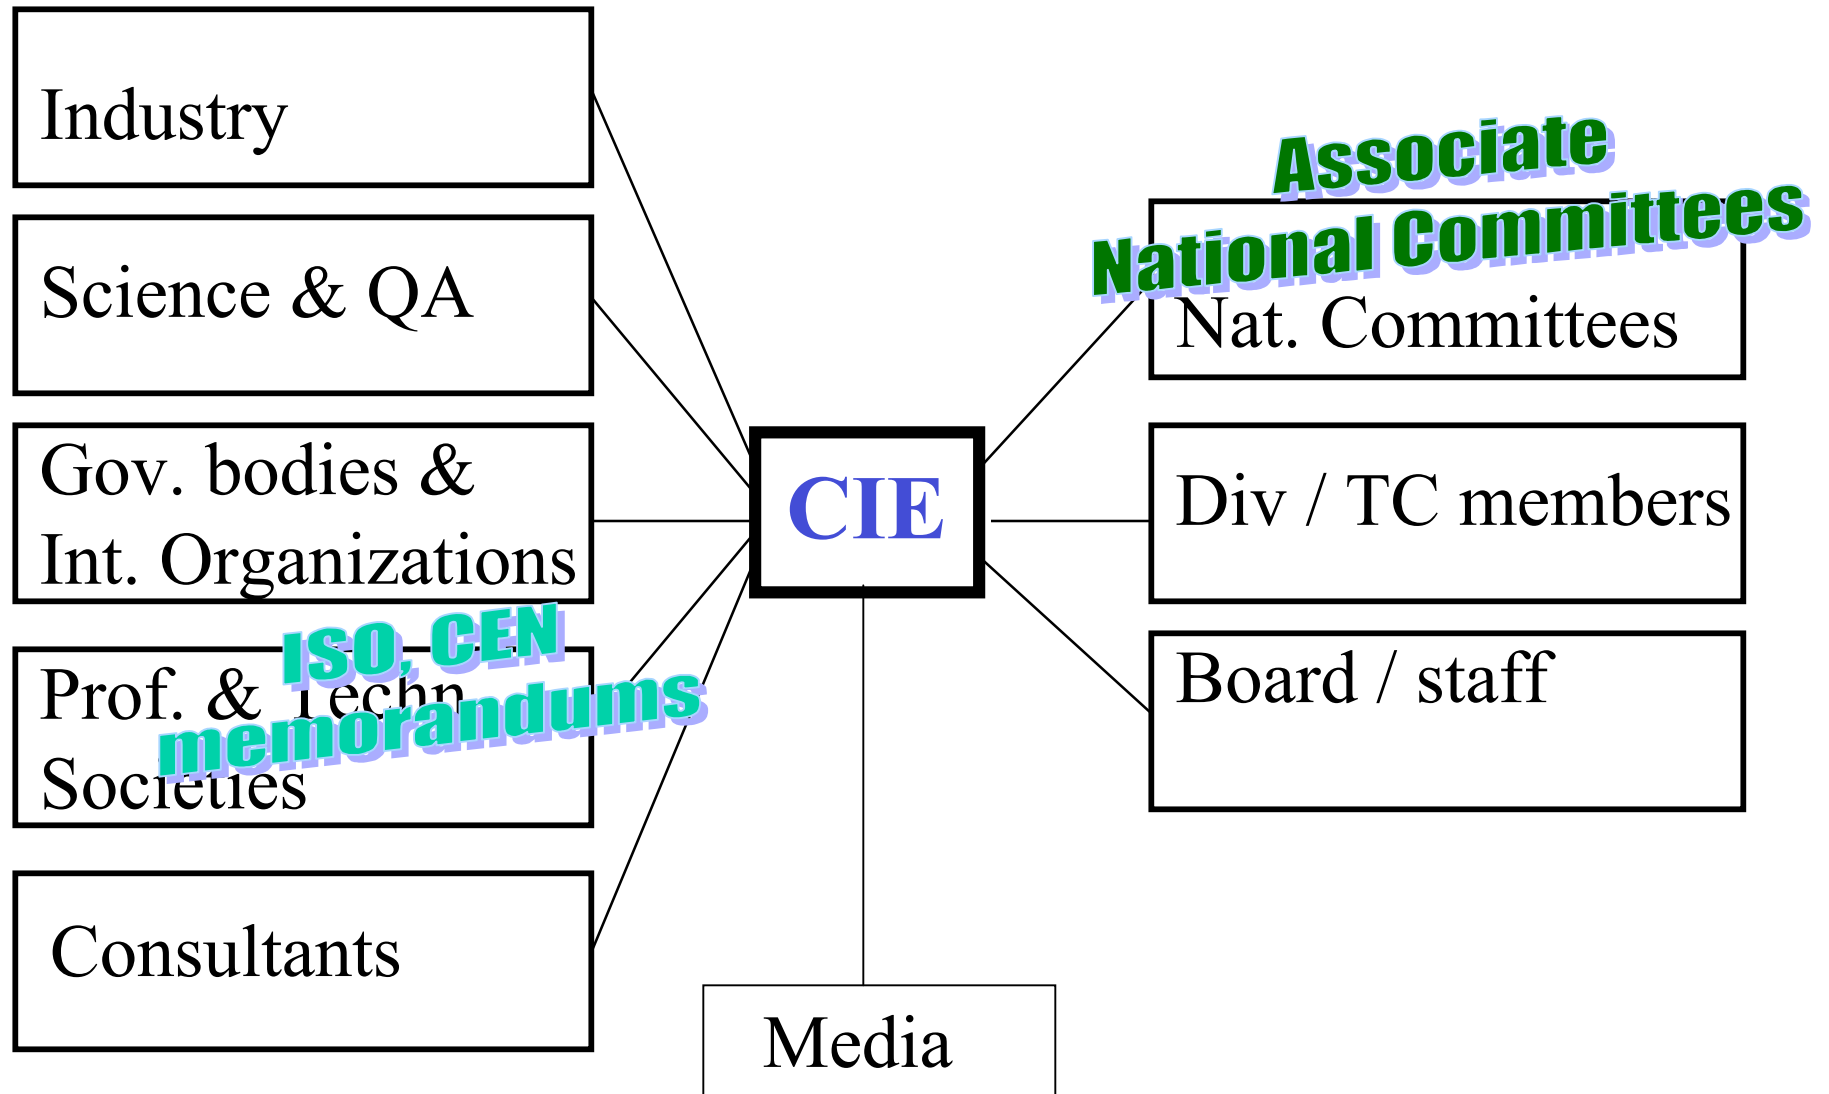 Industry
Science & QA
Gov. bodies &
Int. Organizations
ISO, CEN
memorandums
Prof. & Techn
Societies
Consultants
CIE
Media
Associate
National Committees
Nat. Committees
Div / TC members
Board / staff